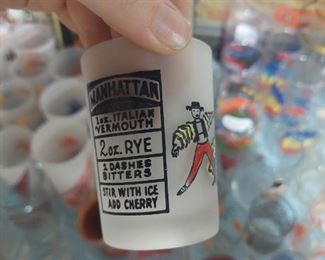 MANHATTAN
1 oz. ITALIAN
VERMOUTH
2 oz. RYE
2 DASHES
BITTERS
STIR WITH ICE
ADD CHERRY